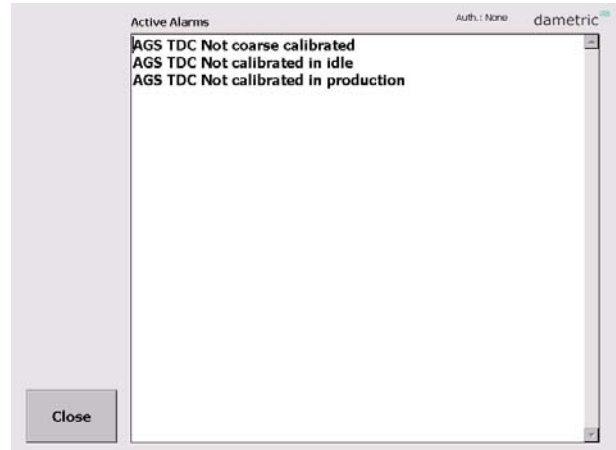 Active Alarms
Auth.: None
dametric
AGS TDC Not coarse calibrated
AGS TDC Not calibrated in idle
AGS TDC Not calibrated in production
Close